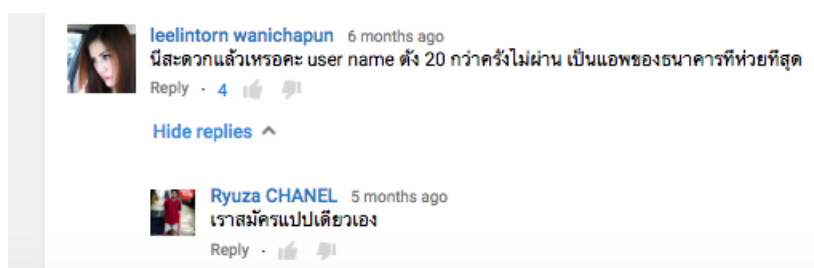 leelintorn wanichapun 6 months ago
นี่สะดวกแล้วเหรอคะ user name ตั้ง 20 กว่าครั้งไม่ผ่าน เป็นแอพของธนาคารที่ห่วยที่สุด
Reply · 4
Hide replies
Ryuza CHANEL 5 months ago
เราสมัครแปปเดียวเอง
Reply ·